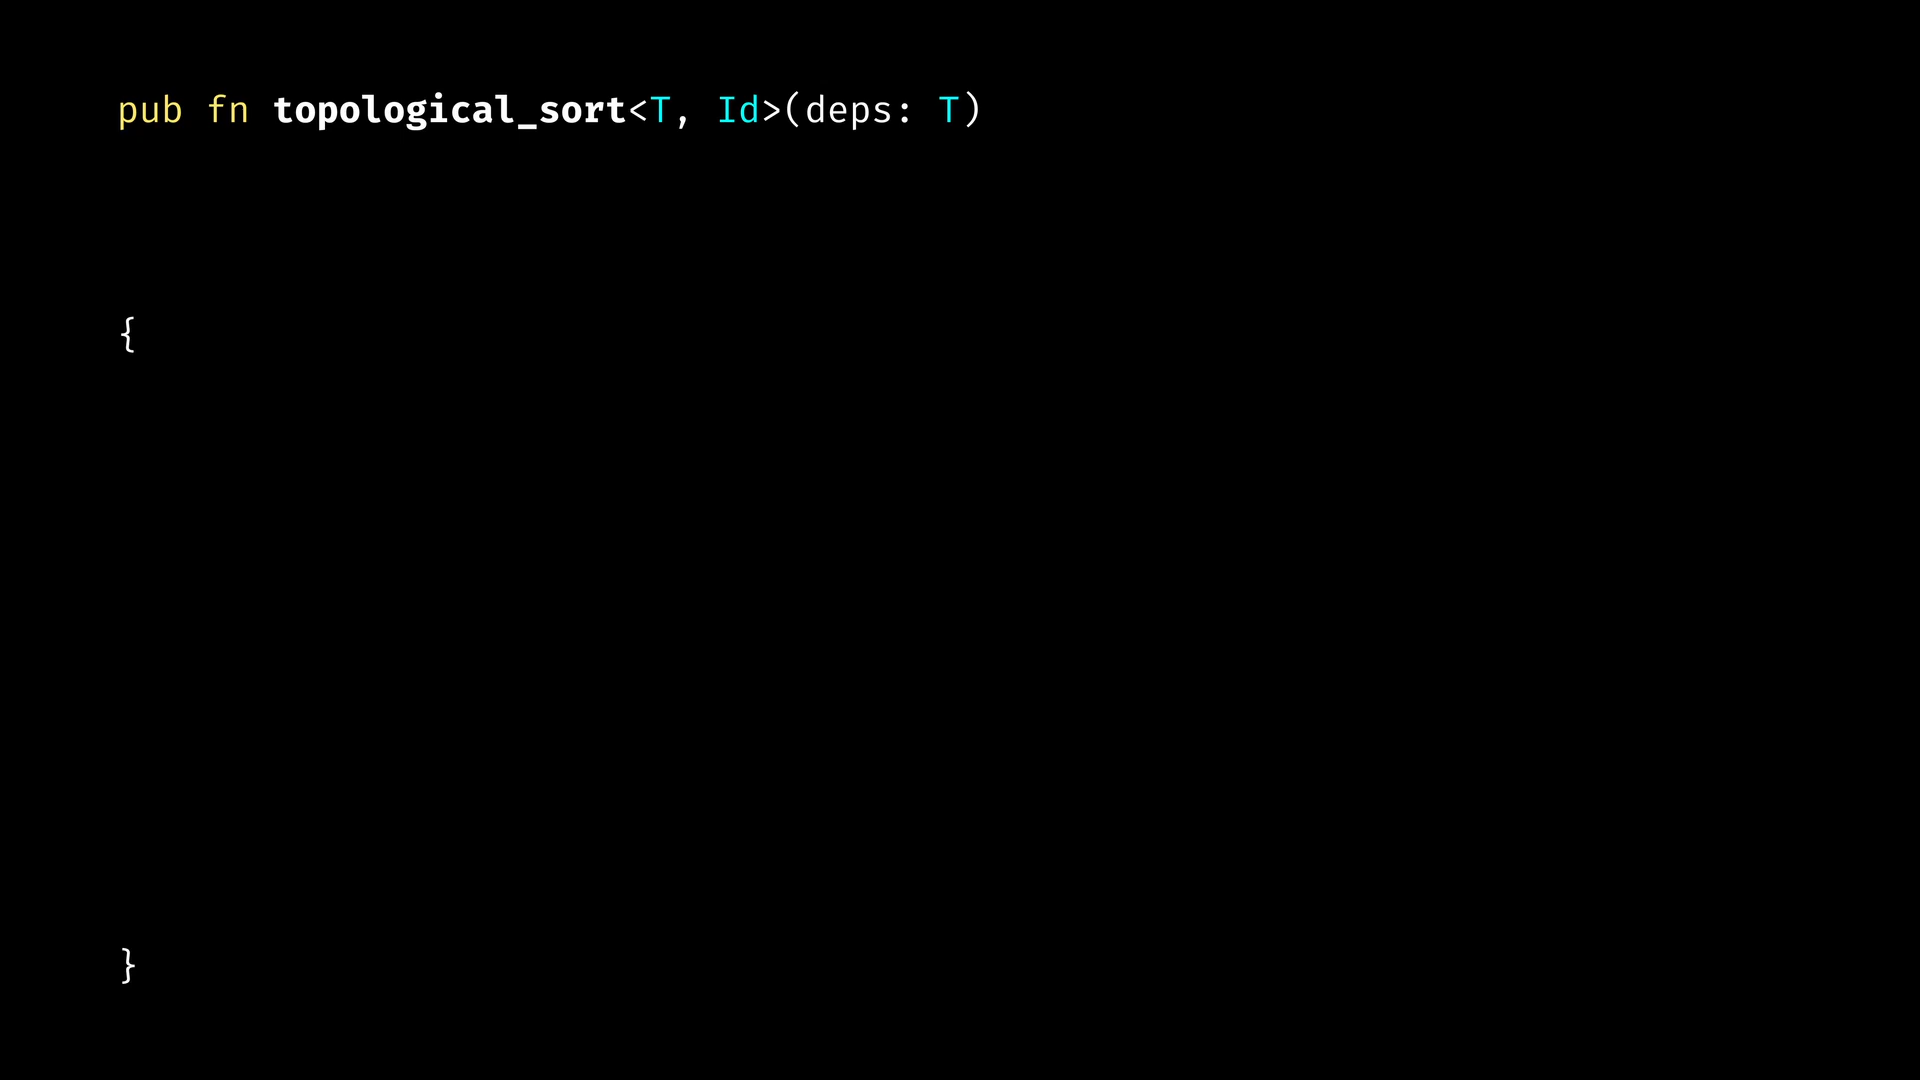 pub fn topological_sort<T, Id>(deps: T)
{
}